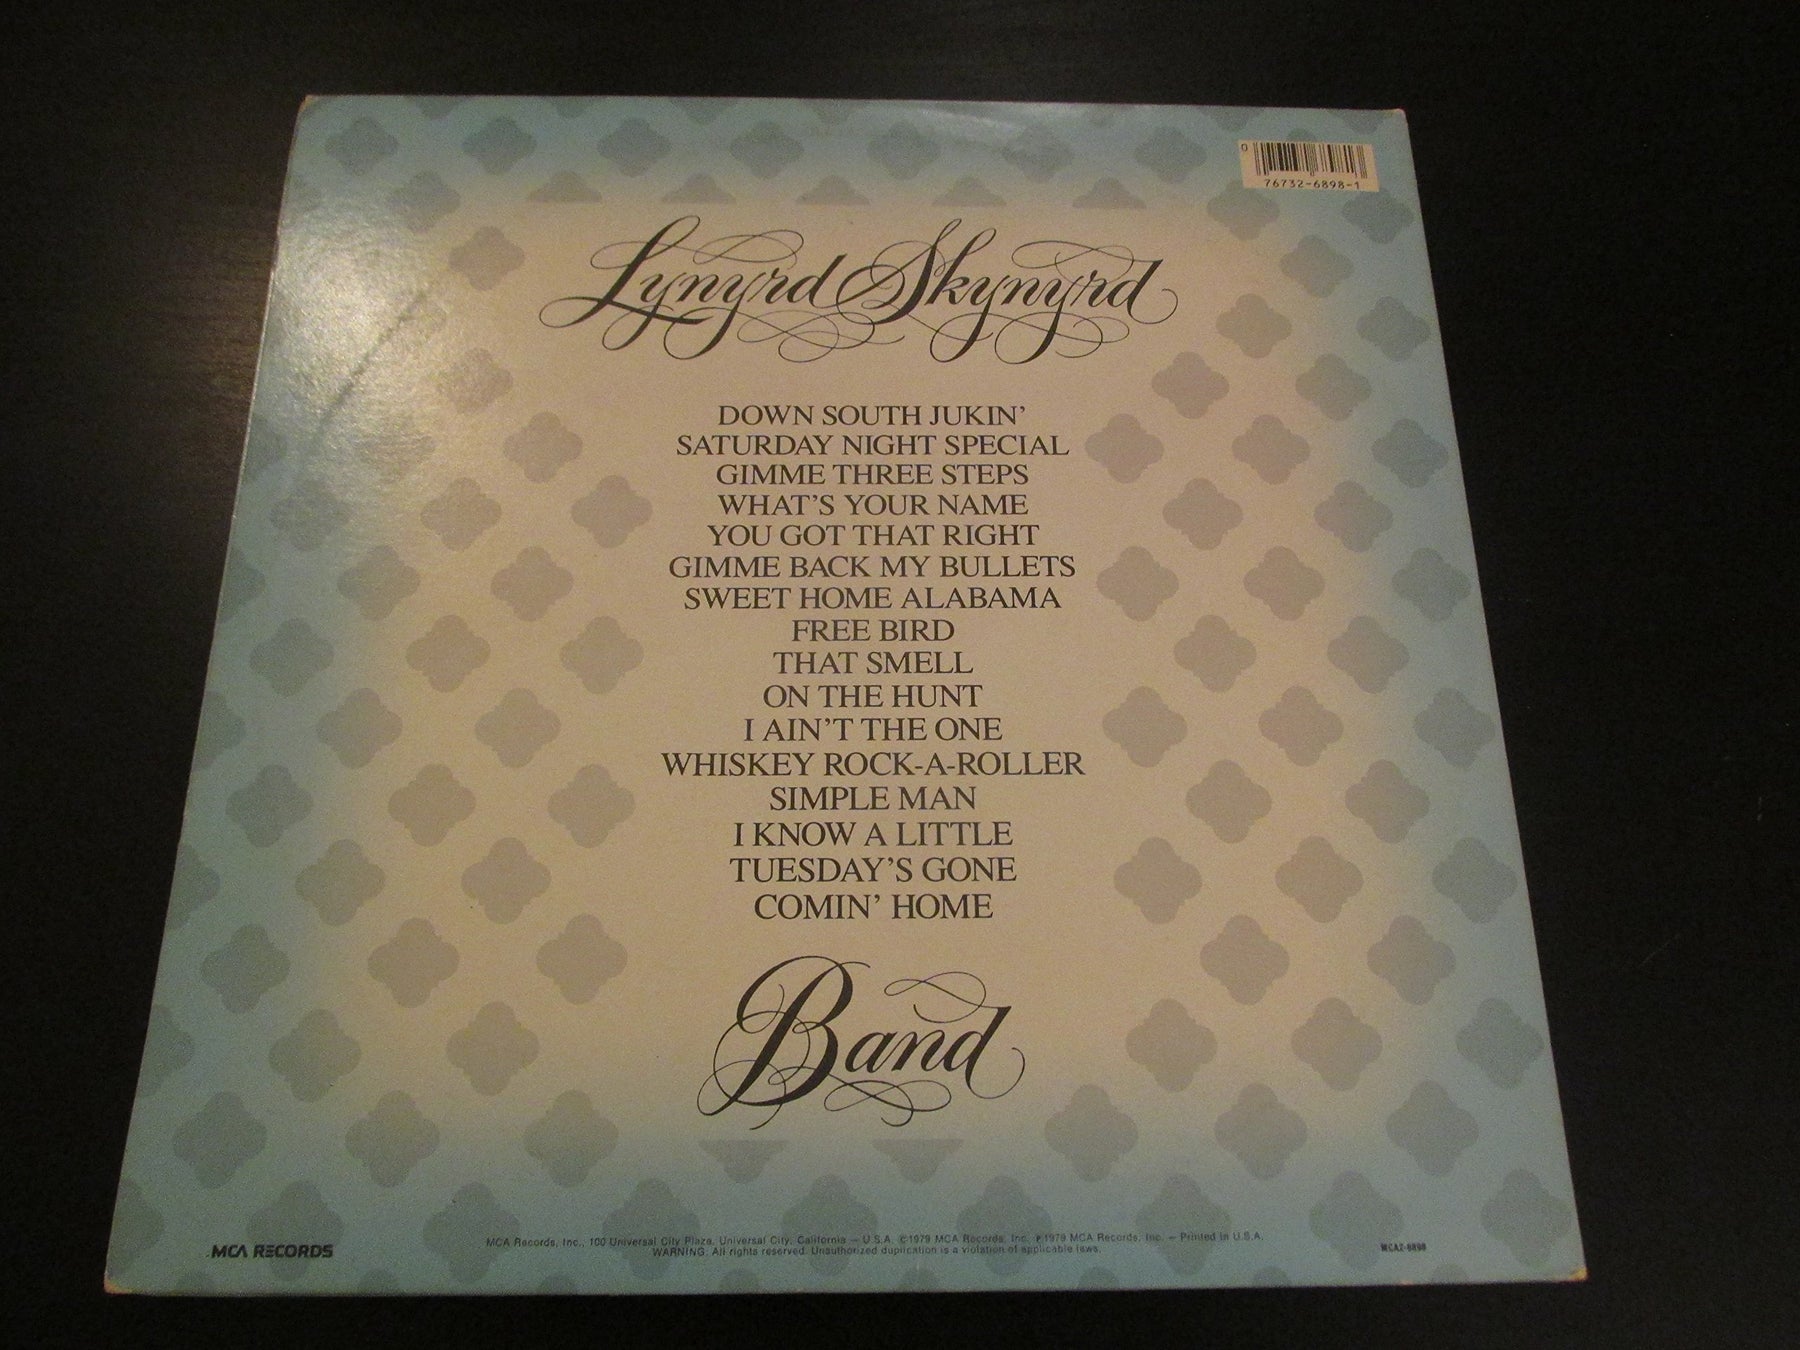 0
76732-6898-1
Lynyrd Skynyrd
DOWN SOUTH JUKIN'
SATURDAY NIGHT SPECIAL
GIMME THREE STEPS
WHAT'S YOUR NAME
YOU GOT THAT RIGHT
GIMME BACK MY BULLETS
SWEET HOME ALABAMA
FREE BIRD
THAT SMELL
ON THE HUNT
I AIN'T THE ONE
WHISKEY ROCK-A-ROLLER
SIMPLE MAN
I KNOW A LITTLE
TUESDAY'S GONE
COMIN' HOME
Band
MCA RECORDS
MCA Records, Inc., 100 Universal City Plaza, Universal City, California — U.S.A. ©1979 MCA Records, Inc. ℗1979 MCA Records, Inc. — Printed in U.S.A.
WARNING: All rights reserved. Unauthorized duplication is a violation of applicable laws.
MCA2-6898